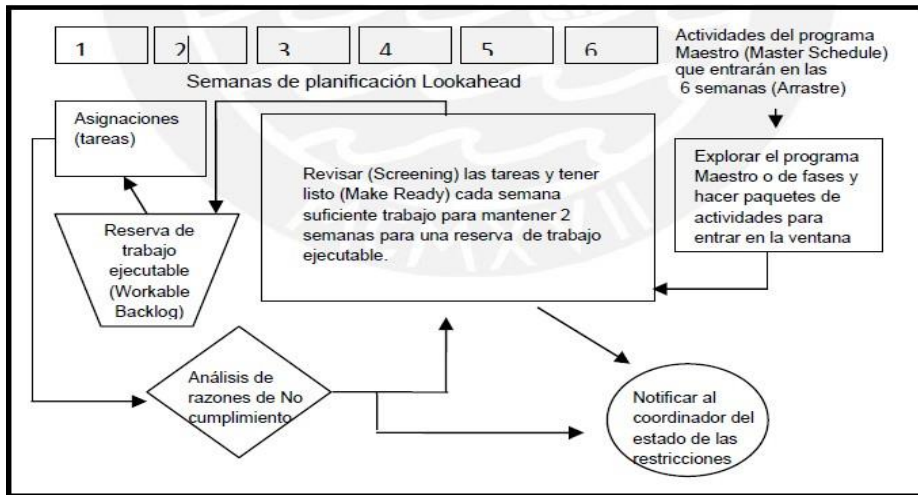 1 2 3 4 5 6
Semanas de planificación Lookahead
Actividades del programa
Maestro (Master Schedule)
que entrarán en las
6 semanas (Arrastre)
Asignaciones
(tareas)
Revisar (Screening) las tareas y tener
listo (Make Ready) cada semana
suficiente trabajo para mantener 2
semanas para una reserva de trabajo
ejecutable.
Explorar el programa
Maestro o de fases y
hacer paquetes de
actividades para
entrar en la ventana
Reserva de
trabajo
ejecutable
(Workable
Backlog)
Análisis de
razones de No
cumplimiento
Notificar al
coordinador del
estado de las
restricciones